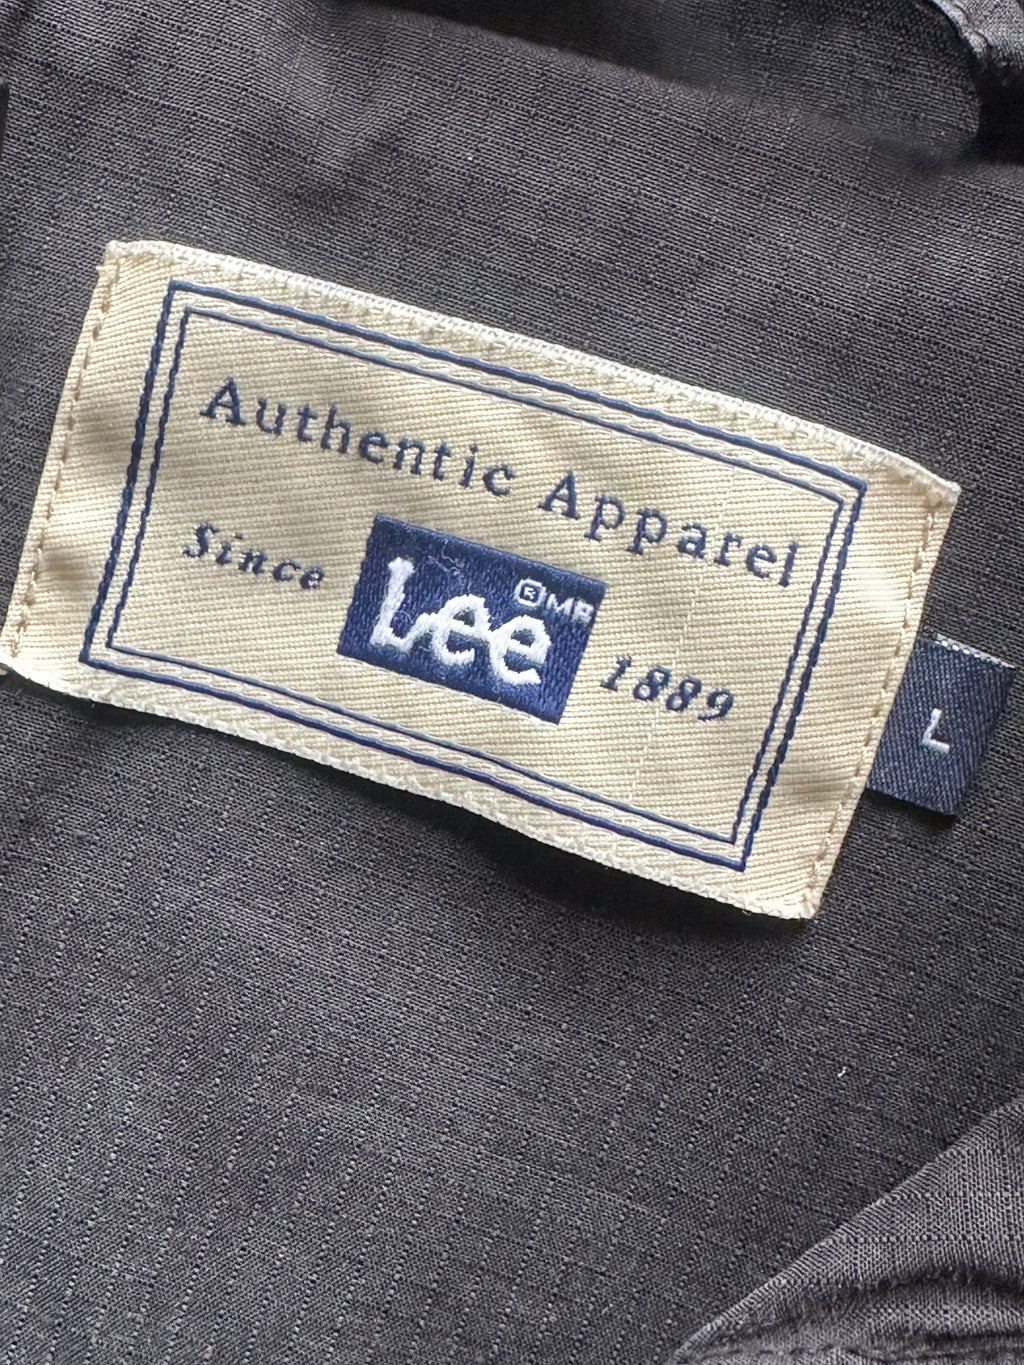 Authentic Apparel
Since
Lee ®MR
1889
L